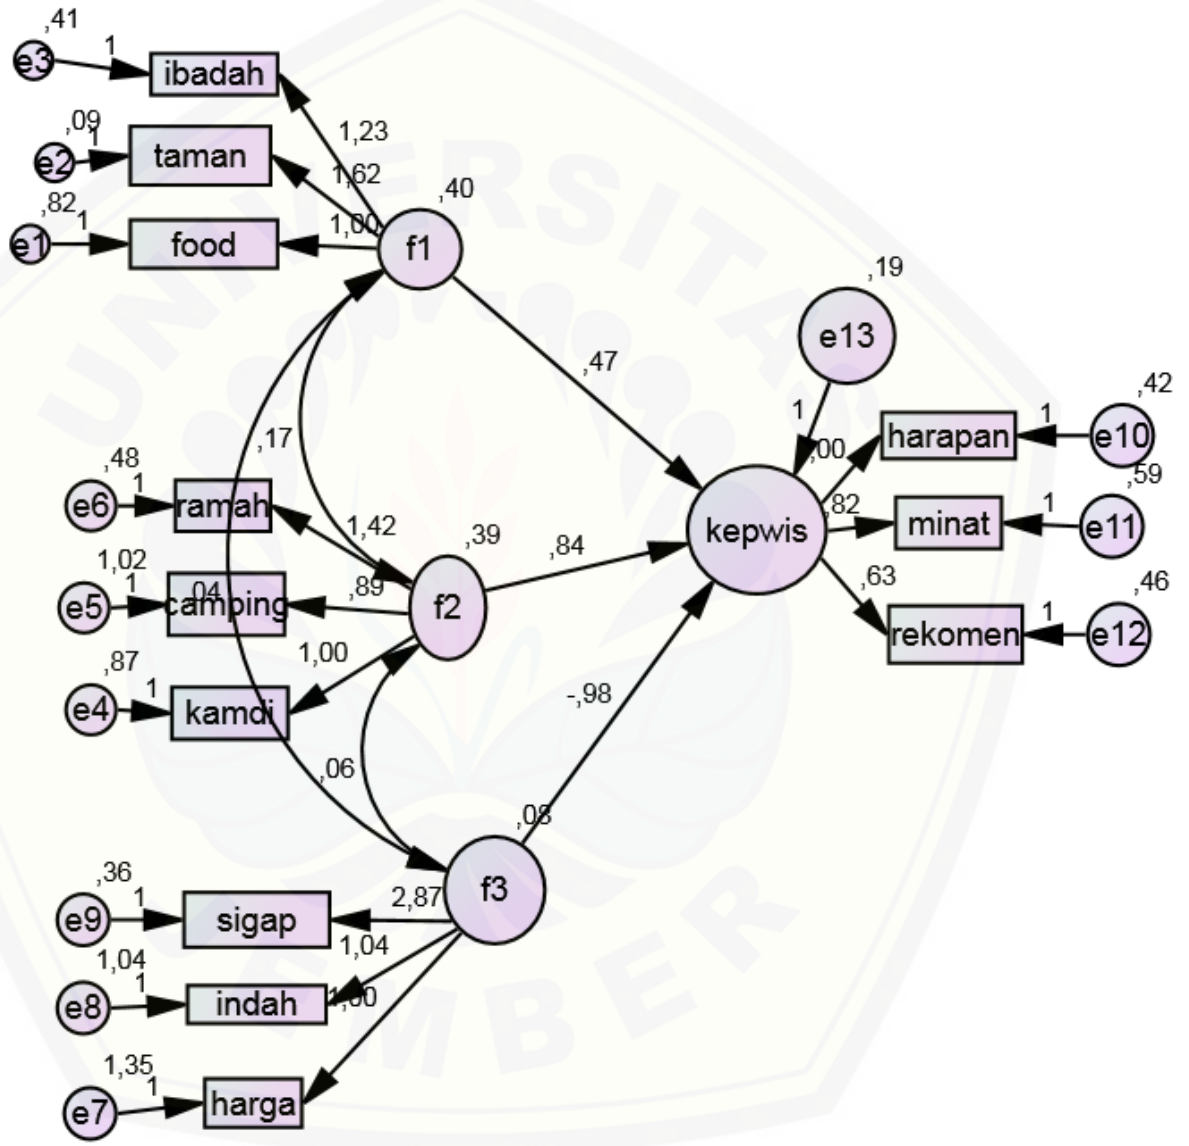 ,41
e3
1
ibadah
1,23
,09
e2
1
taman
1,62
,82
e1
1
food
1,00
,40
f1
,47
,19
e13
1
,00
harapan
1
,42
e10
,82
minat
1
,59
e11
,63
rekomen
1
,46
e12
kepwis
,17
,48
e6
1
ramah
1,42
,39
f2
,84
1,02
e5
1
camping
,04
,89
,87
e4
1
kamdi
1,00
,06
-,98
,08
f3
,36
e9
1
sigap
2,87
1,04
e8
1
indah
1,04
1,00
1,35
e7
1
harga
UNIVERSITAS
EMBER